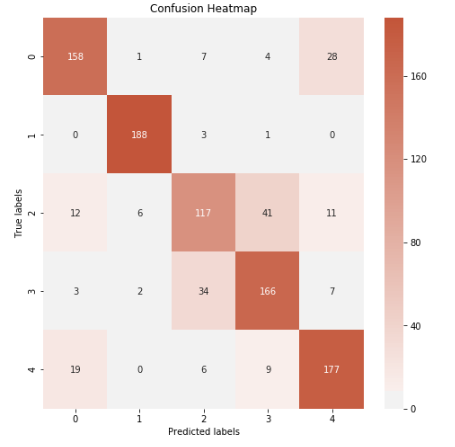 Confusion Heatmap
0 158 1 7 4 28
1 0 188 3 1 0
2 12 6 117 41 11
3 3 2 34 166 7
4 19 0 6 9 177
0 1 2 3 4
Predicted labels
True labels
160
120
80
40
0